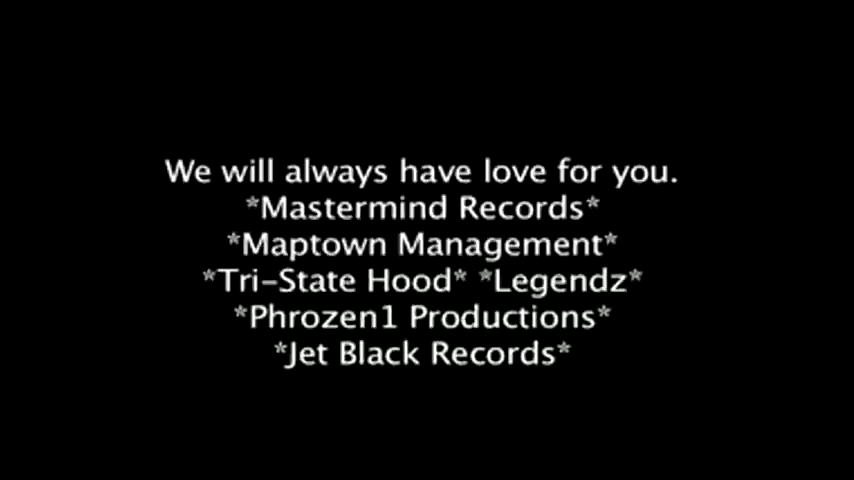 We will always have love for you.
*Mastermind Records*
*Maptown Management*
*Tri-State Hood* *Legendz*
*Phrozen1 Productions*
*Jet Black Records*